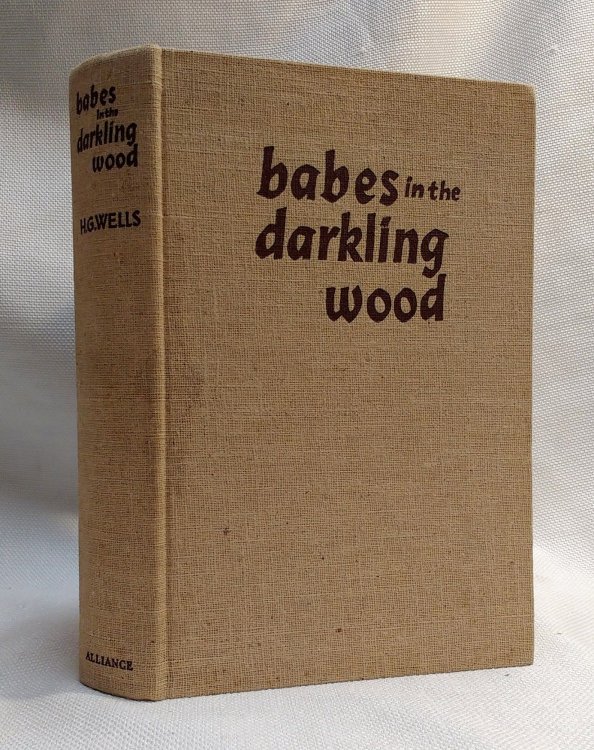 babes
in the
darkling
wood
H.G.WELLS
ALLIANCE
babes in the
darkling
wood